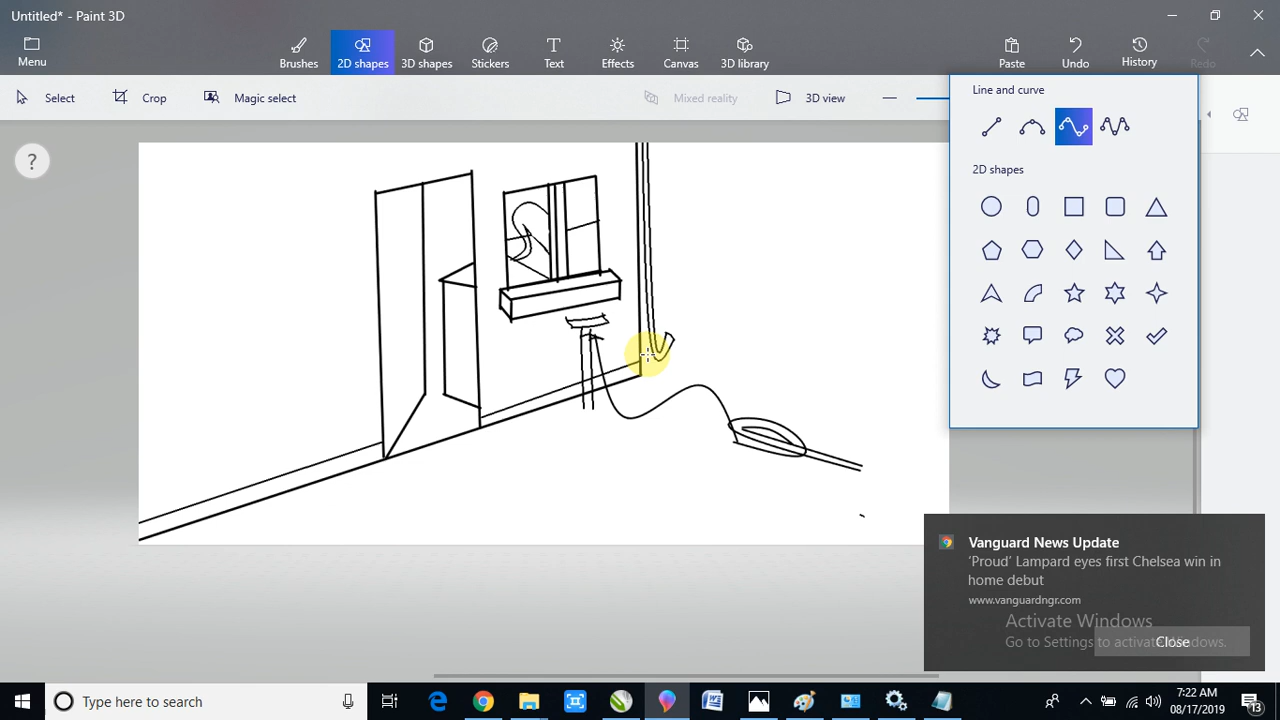 Untitled* - Paint 3D
Menu
Brushes
2D shapes
3D shapes
Stickers
Text
Effects
Canvas
3D library
Paste
Undo
History
Redo
Select
Crop
Magic select
Mixed reality
3D view
Line and curve
2D shapes
?
Vanguard News Update
‘Proud’ Lampard eyes first Chelsea win in
home debut
www.vanguardngr.com
Activate Windows
Go to Settings to activate Windows.
Close
Type here to search
7:22 AM
08/17/2019
13